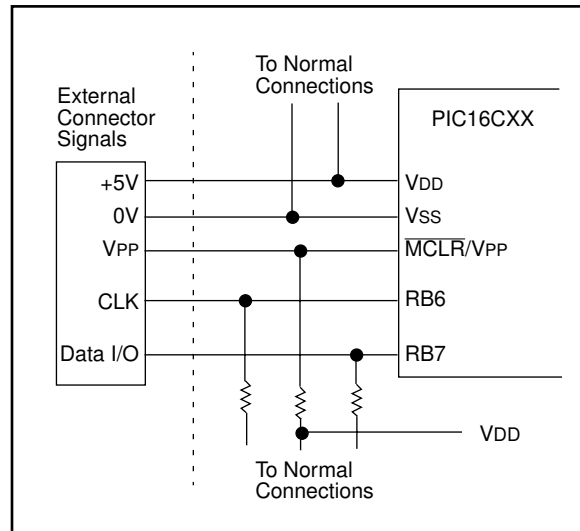 To Normal
Connections
External
Connector
Signals
PIC16CXX
+5V
VDD
0V
VSS
VPP
MCLR/VPP
CLK
RB6
Data I/O
RB7
VDD
To Normal
Connections